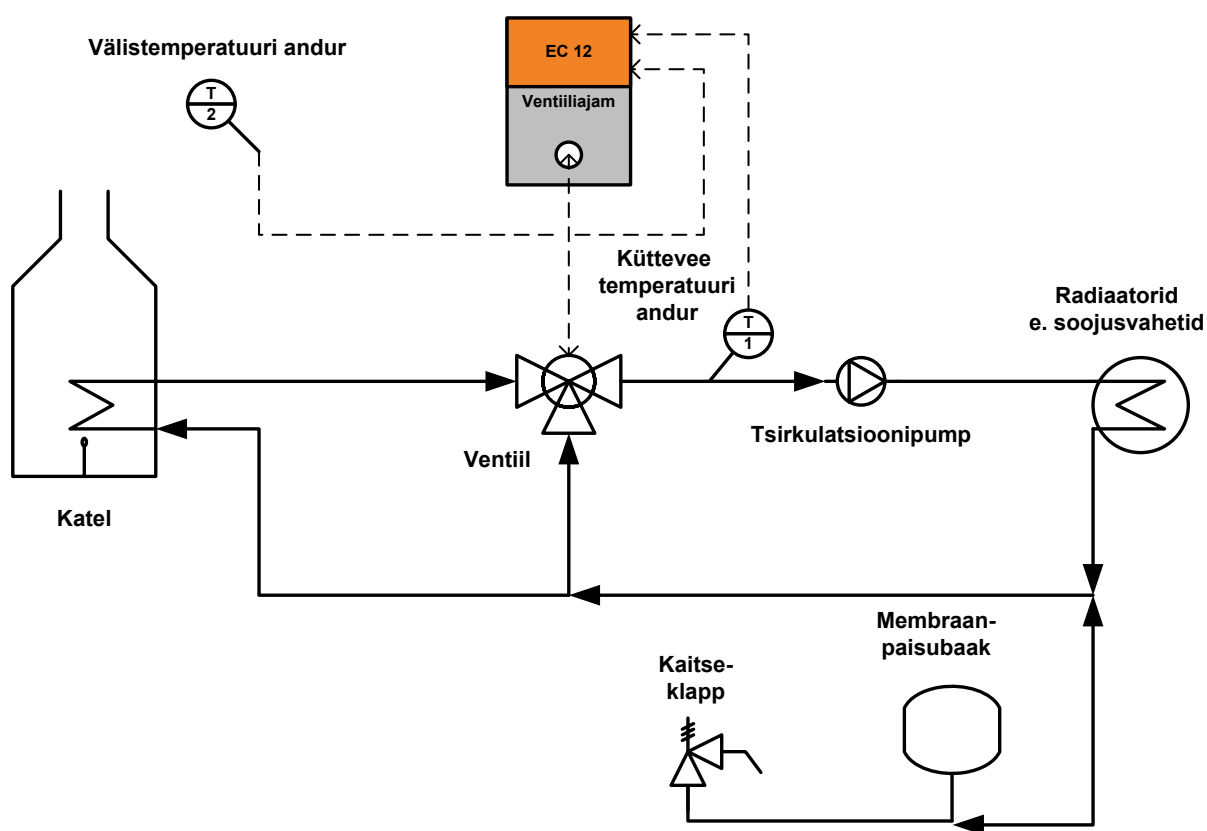 Välistemperatuuri andur
EC 12
T
2
Ventiiliajam
Küttevee
temperatuuri
andur
T
1
Radiaatorid
e. soojusvahetid
Tsirkulatsioonipump
Ventiil
Katel
Membraan-
paisubaak
Kaitse-
klapp